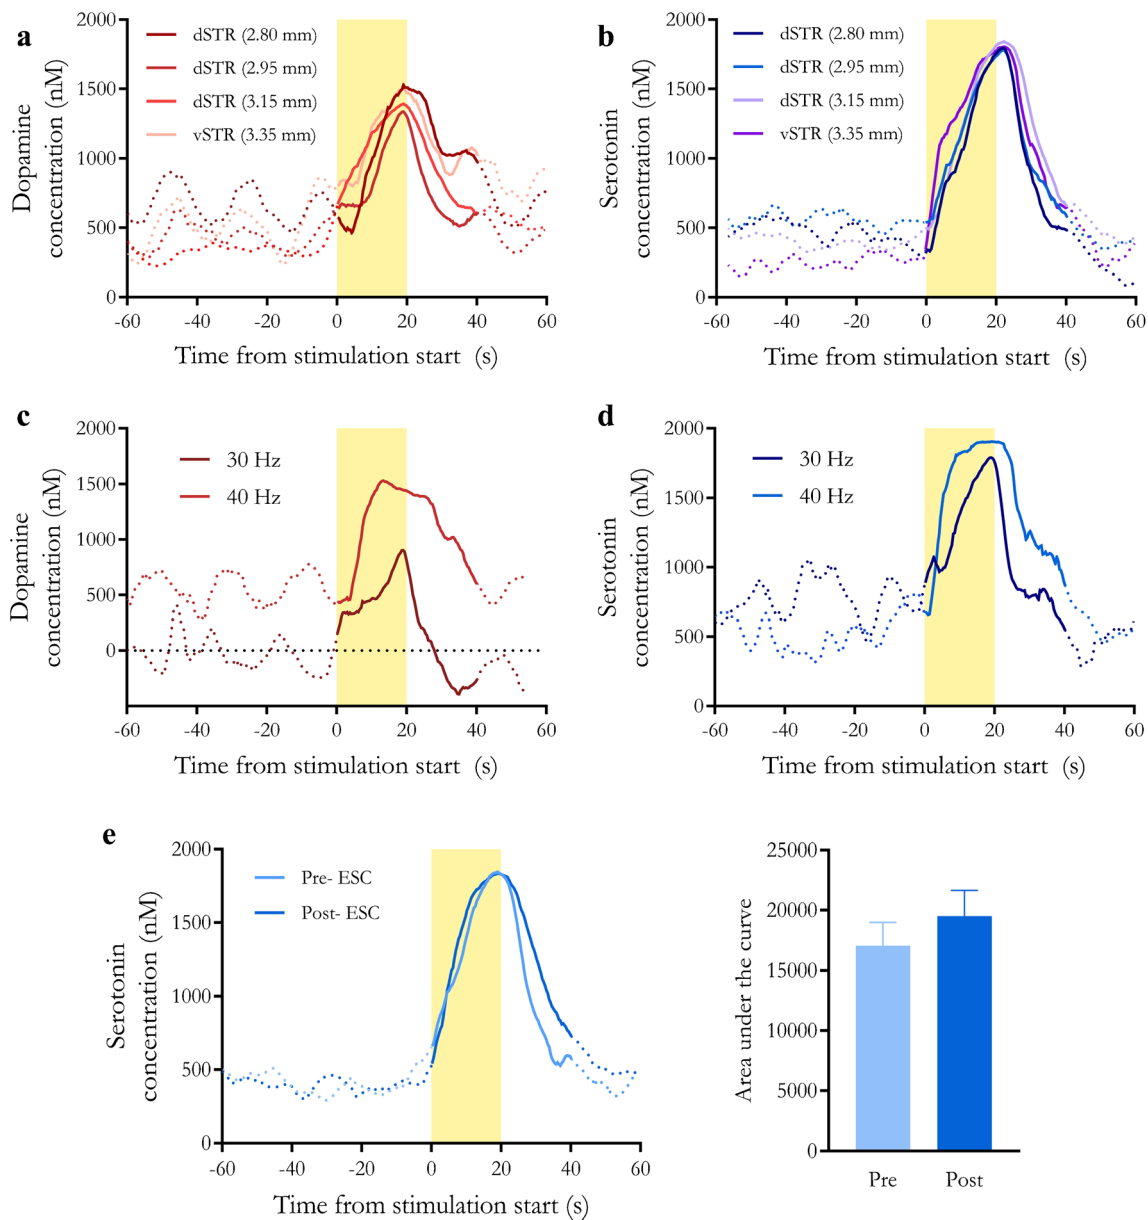 a
2000
1500
1000
500
0
Dopamine
concentration (nM)
dSTR (2.80 mm)
dSTR (2.95 mm)
dSTR (3.15 mm)
vSTR (3.35 mm)
-60 -40 -20 0 20 40 60
Time from stimulation start (s)
b
2000
1500
1000
500
0
Serotonin
concentration (nM)
dSTR (2.80 mm)
dSTR (2.95 mm)
dSTR (3.15 mm)
vSTR (3.35 mm)
-60 -40 -20 0 20 40 60
Time from stimulation start (s)
c
2000
1500
1000
500
0
Dopamine
concentration (nM)
30 Hz
40 Hz
-60 -40 -20 0 20 40 60
Time from stimulation start (s)
d
2000
1500
1000
500
0
Serotonin
concentration (nM)
30 Hz
40 Hz
-60 -40 -20 0 20 40 60
Time from stimulation start (s)
e
2000
1500
1000
500
0
Serotonin
concentration (nM)
Pre- ESC
Post- ESC
-60 -40 -20 0 20 40 60
Time from stimulation start (s)
25000
20000
15000
10000
5000
0
Area under the curve
Pre Post